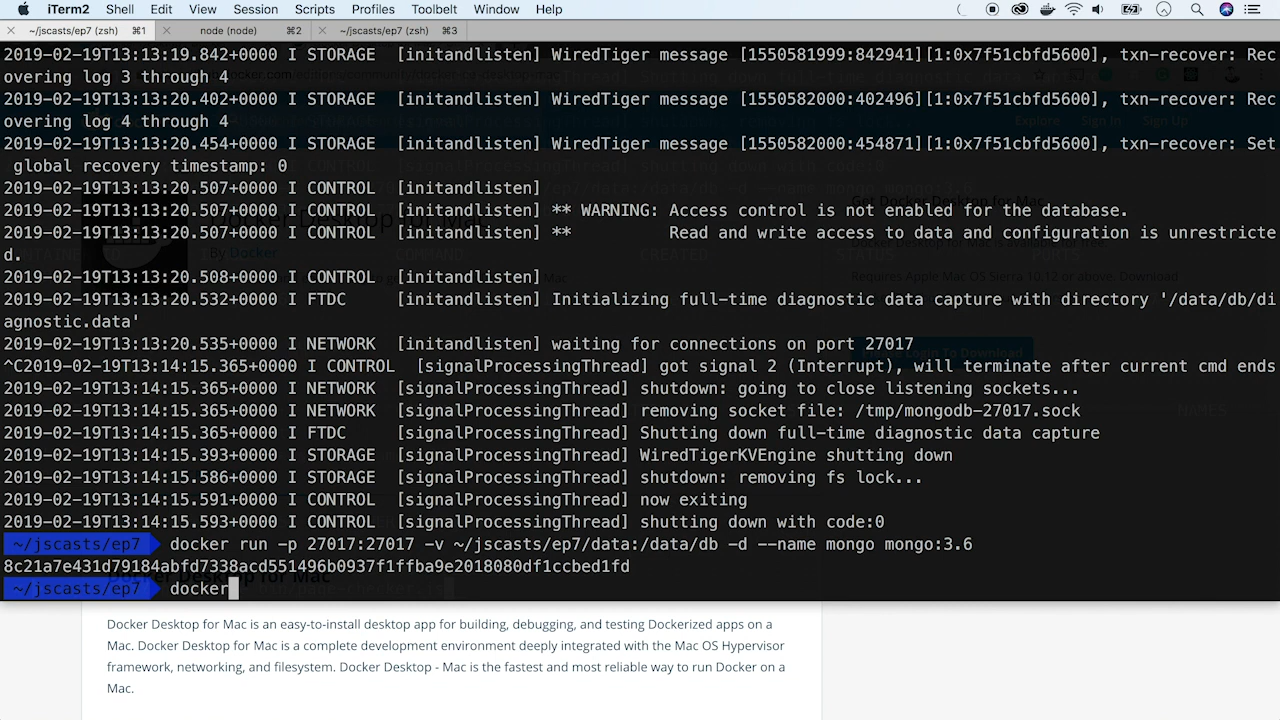 iTerm2 Shell Edit View Session Scripts Profiles Toolbelt Window Help
~/jscasts/ep7 (zsh) ⌘1 node (node) ⌘2 ~/jscasts/ep7 (zsh) ⌘3
2019-02-19T13:13:19.842+0000 I STORAGE  [initandlisten] WiredTiger message [1550581999:842941][1:0x7f51cbfd5600], txn-recover: Rec
overing log 3 through 4
2019-02-19T13:13:20.402+0000 I STORAGE  [initandlisten] WiredTiger message [1550582000:402496][1:0x7f51cbfd5600], txn-recover: Rec
overing log 4 through 4
2019-02-19T13:13:20.454+0000 I STORAGE  [initandlisten] WiredTiger message [1550582000:454871][1:0x7f51cbfd5600], txn-recover: Set
 global recovery timestamp: 0
2019-02-19T13:13:20.507+0000 I CONTROL  [initandlisten]
2019-02-19T13:13:20.507+0000 I CONTROL  [initandlisten] ** WARNING: Access control is not enabled for the database.
2019-02-19T13:13:20.507+0000 I CONTROL  [initandlisten] **          Read and write access to data and configuration is unrestricte
d.
2019-02-19T13:13:20.508+0000 I CONTROL  [initandlisten]
2019-02-19T13:13:20.532+0000 I FTDC     [initandlisten] Initializing full-time diagnostic data capture with directory '/data/db/di
agnostic.data'
2019-02-19T13:13:20.535+0000 I NETWORK  [initandlisten] waiting for connections on port 27017
^C2019-02-19T13:14:15.365+0000 I CONTROL  [signalProcessingThread] got signal 2 (Interrupt), will terminate after current cmd ends
2019-02-19T13:14:15.365+0000 I NETWORK  [signalProcessingThread] shutdown: going to close listening sockets...
2019-02-19T13:14:15.365+0000 I NETWORK  [signalProcessingThread] removing socket file: /tmp/mongodb-27017.sock
2019-02-19T13:14:15.365+0000 I FTDC     [signalProcessingThread] Shutting down full-time diagnostic data capture
2019-02-19T13:14:15.393+0000 I STORAGE  [signalProcessingThread] WiredTigerKVEngine shutting down
2019-02-19T13:14:15.586+0000 I STORAGE  [signalProcessingThread] shutdown: removing fs lock...
2019-02-19T13:14:15.591+0000 I CONTROL  [signalProcessingThread] now exiting
2019-02-19T13:14:15.593+0000 I CONTROL  [signalProcessingThread] shutting down with code:0
~/jscasts/ep7 docker run -p 27017:27017 -v ~/jscasts/ep7/data:/data/db -d --name mongo mongo:3.6
8c21a7e431d79184abfd7338acd551496b0937f1ffba9e2018080df1ccbed1fd
~/jscasts/ep7 docker
Docker Desktop for Mac
Docker Desktop for Mac is an easy-to-install desktop app for building, debugging, and testing Dockerized apps on a
Mac. Docker Desktop for Mac is a complete development environment deeply integrated with the Mac OS Hypervisor
framework, networking, and filesystem. Docker Desktop - Mac is the fastest and most reliable way to run Docker on a
Mac.